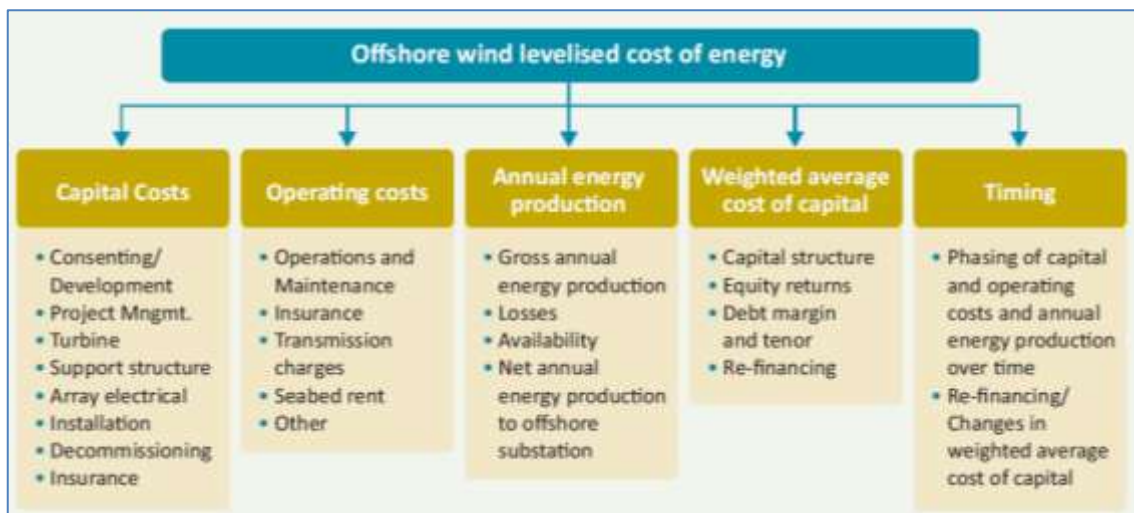 Offshore wind levelised cost of energy
Capital Costs
• Consenting/
Development
• Project Mngmt.
• Turbine
• Support structure
• Array electrical
• Installation
• Decommissioning
• Insurance
Operating costs
• Operations and
Maintenance
• Insurance
• Transmission
charges
• Seabed rent
• Other
Annual energy
production
• Gross annual
energy production
• Losses
• Availability
• Net annual
energy production
to offshore
substation
Weighted average
cost of capital
• Capital structure
• Equity returns
• Debt margin
and tenor
• Re-financing
Timing
• Phasing of capital
and operating
costs and annual
energy production
over time
• Re-financing/
Changes in
weighted average
cost of capital